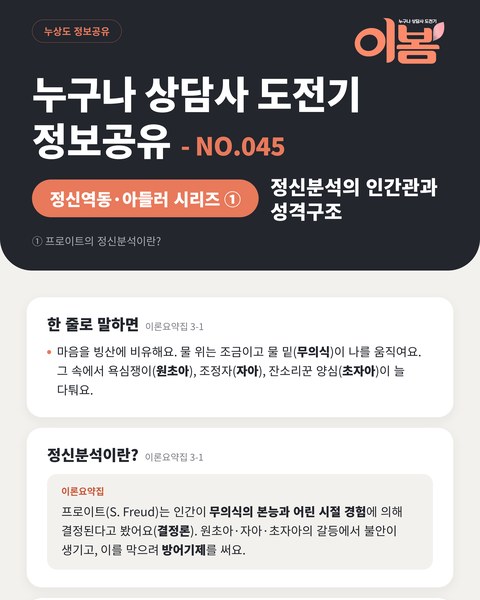 누상도 정보공유
누구나 상담사 도전기
이봄
누구나 상담사 도전기
정보공유 - NO.045
정신역동·아들러 시리즈 ①
정신분석의 인간관과
성격구조
① 프로이트의 정신분석이란?
한 줄로 말하면 이론요약집 3-1
• 마음을 빙산에 비유해요. 물 위는 조금이고 물 밑(무의식)이 나를 움직여요.
그 속에서 욕심쟁이(원초아), 조정자(자아), 잔소리꾼 양심(초자아)이 늘
다퉈요.
정신분석이란? 이론요약집 3-1
이론요약집
프로이트(S. Freud)는 인간이 무의식의 본능과 어린 시절 경험에 의해
결정된다고 봤어요(결정론). 원초아·자아·초자아의 갈등에서 불안이
생기고, 이를 막으려 방어기제를 써요.